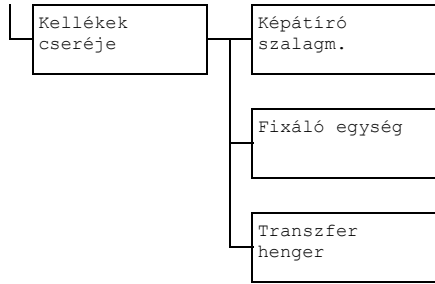 Kellékek
cseréje
Képátíró
szalagm.
Fixáló egység
Transzfer
henger